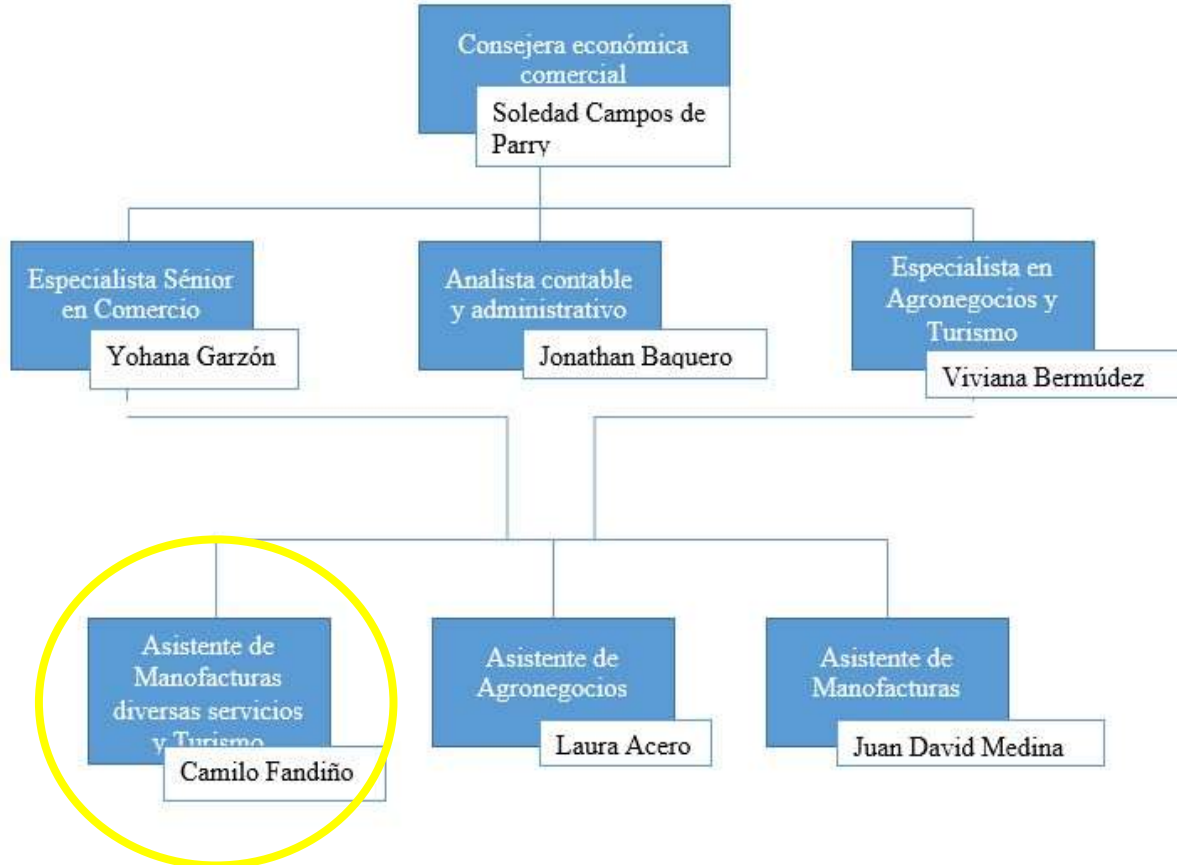 Consejera económica
comercial
Soledad Campos de
Parry
Especialista Sénior
en Comercio
Yohana Garzón
Analista contable
y administrativo
Jonathan Baquero
Especialista en
Agronegocios y
Turismo
Viviana Bermúdez
Asistente de
Manofacturas
diversas servicios
y Turismo
Camilo Fandiño
Asistente de
Agronegocios
Laura Acero
Asistente de
Manufacturas
Juan David Medina